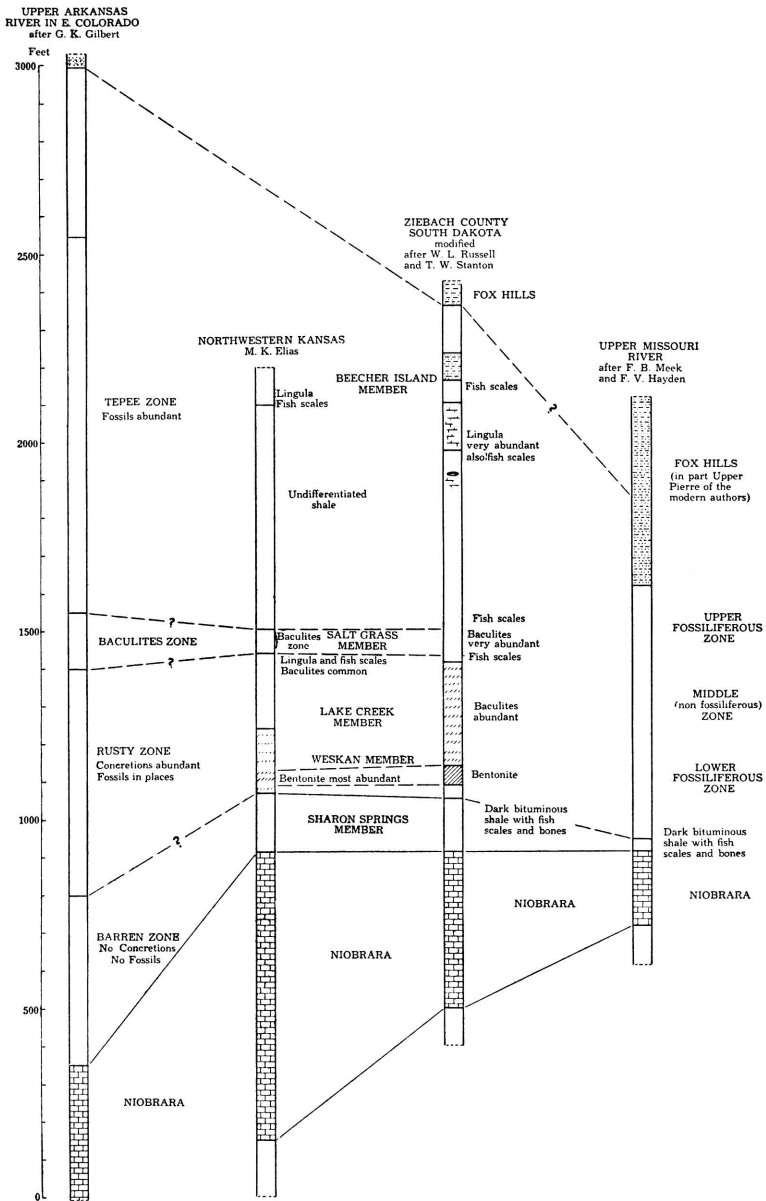 UPPER ARKANSAS
RIVER IN E. COLORADO
after G. K. Gilbert
Feet
3000
2500
2000
1500
1000
500
0
TEPEE ZONE
Fossils abundant
?
BACULITES ZONE
?
RUSTY ZONE
Concretions abundant
Fossils in places
?
BARREN ZONE
No Concretions
No Fossils
NIOBRARA
NORTHWESTERN KANSAS
M. K. Elias
Lingula
Fish scales
Undifferentiated
shale
Baculites
zone
SALT GRASS
MEMBER
Lingula and fish scales
Baculites common
LAKE CREEK
MEMBER
WESKAN MEMBER
Bentonite most abundant
SHARON SPRINGS
MEMBER
NIOBRARA
ZIEBACH COUNTY
SOUTH DAKOTA
modified
after W. L. Russell
and T. W. Stanton
FOX HILLS
BEECHER ISLAND
MEMBER
Fish scales
?
Lingula
very abundant
also fish scales
Fish scales
Baculites
very abundant
Fish scales
Baculites
abundant
Bentonite
Dark bituminous
shale with fish
scales and bones
NIOBRARA
UPPER MISSOURI
RIVER
after F. B. Meek
and F. V. Hayden
FOX HILLS
(in part Upper
Pierre of the
modern authors)
UPPER
FOSSILIFEROUS
ZONE
MIDDLE
(non fossiliferous)
ZONE
LOWER
FOSSILIFEROUS
ZONE
Dark bituminous
shale with fish
scales and bones
NIOBRARA